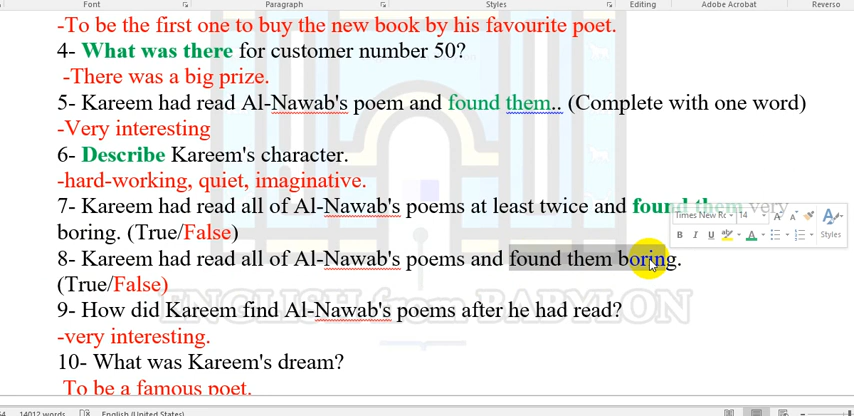 Font Paragraph Styles Editing Adobe Acrobat Reverso
-To be the first one to buy the new book by his favourite poet.
4- What was there for customer number 50?
-There was a big prize.
5- Kareem had read Al-Nawab's poem and found them.. (Complete with one word)
-Very interesting
6- Describe Kareem's character.
-hard-working, quiet, imaginative.
7- Kareem had read all of Al-Nawab's poems at least twice and found them very
Times New Ro 14
Styles
boring. (True/False)
8- Kareem had read all of Al-Nawab's poems and found them boring.
(True/False)
ENGLISH from BABYLON
9- How did Kareem find Al-Nawab's poems after he had read?
-very interesting.
10- What was Kareem's dream?
To be a famous poet.
14012 words English (United States)